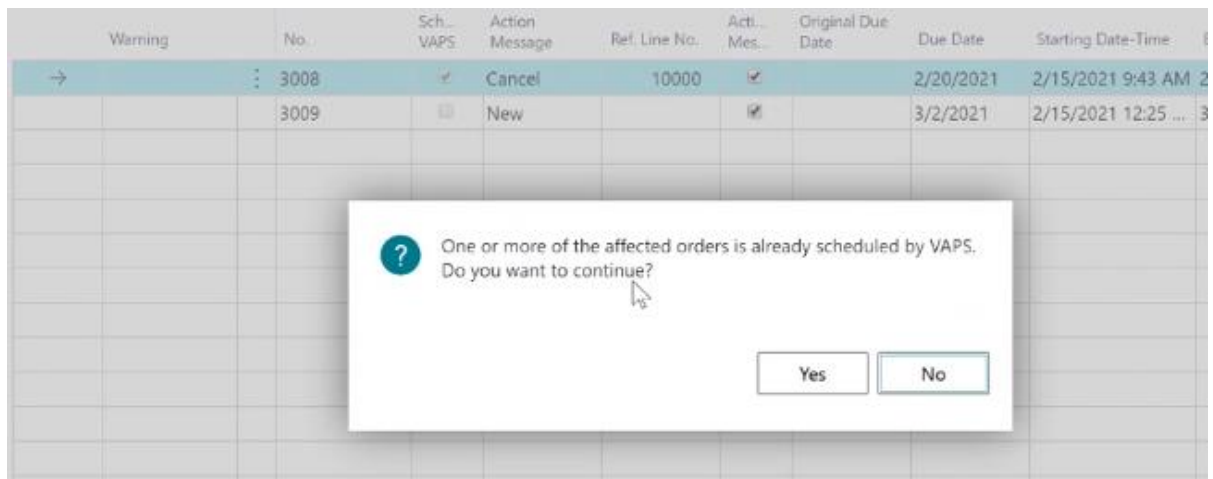 Warning No. Sch... VAPS Action Message Ref. Line No. Acti... Mes... Original Due Date Due Date Starting Date-Time
3008 Cancel 10000 2/20/2021 2/15/2021 9:43 AM
3009 New 3/2/2021 2/15/2021 12:25 ...
One or more of the affected orders is already scheduled by VAPS.
Do you want to continue?
Yes No